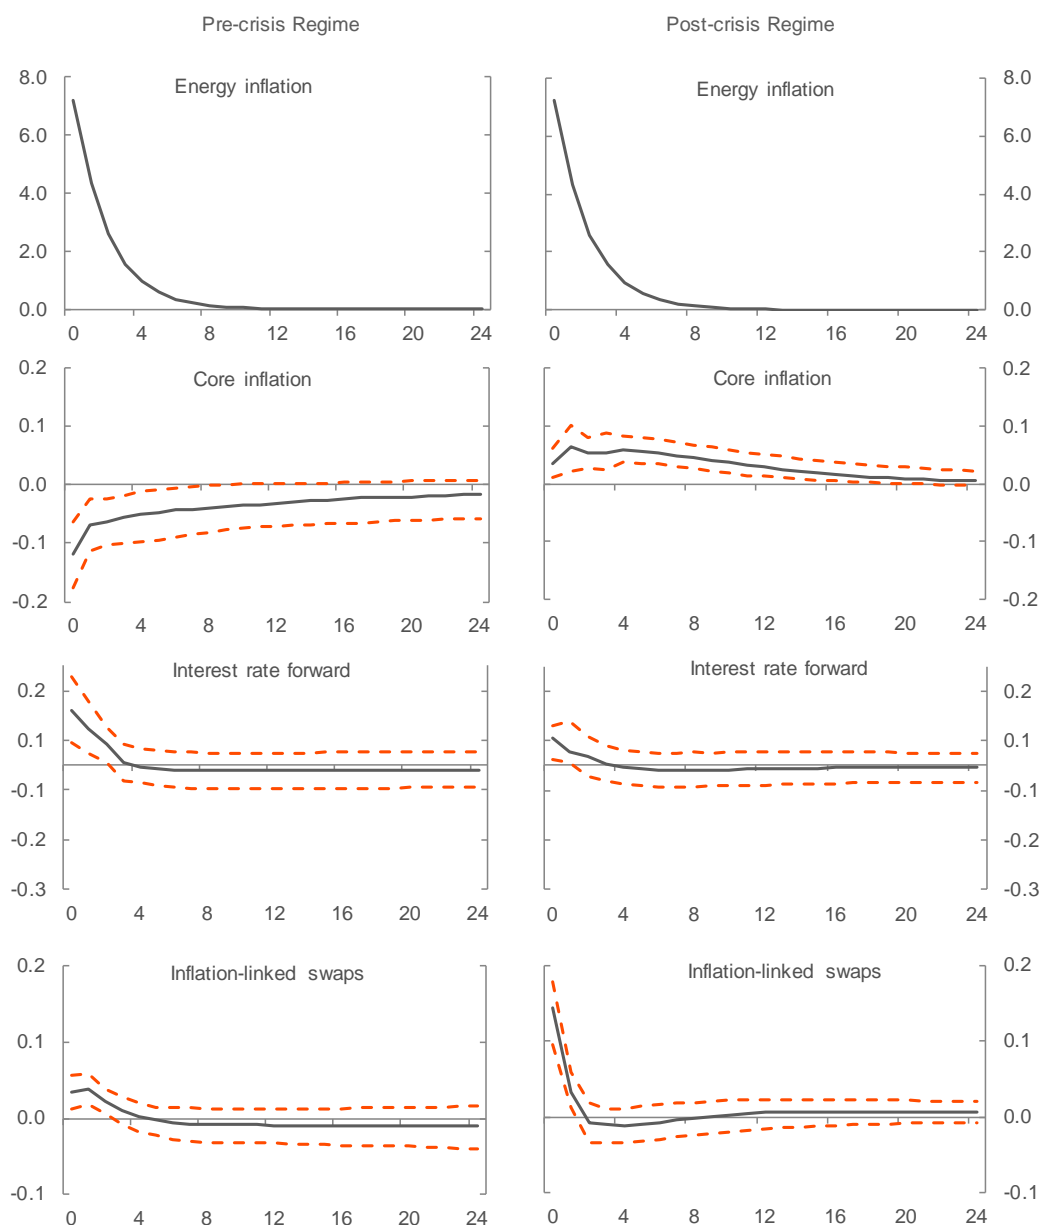 Pre-crisis Regime
Post-crisis Regime
8.0
6.0
4.0
2.0
0.0
Energy inflation
0 4 8 12 16 20 24
Energy inflation
8.0
6.0
4.0
2.0
0.0
0 4 8 12 16 20 24
0.2
0.1
0.0
-0.1
-0.2
Core inflation
0 4 8 12 16 20 24
Core inflation
0.2
0.1
0.0
-0.1
-0.2
0 4 8 12 16 20 24
Interest rate forward
0.2
0.1
-0.1
-0.2
-0.3
0 4 8 12 16 20 24
Interest rate forward
0.2
0.1
-0.1
-0.2
-0.3
0 4 8 12 16 20 24
0.2
0.1
0.0
-0.1
Inflation-linked swaps
0 4 8 12 16 20 24
Inflation-linked swaps
0.2
0.1
0.0
-0.1
0 4 8 12 16 20 24